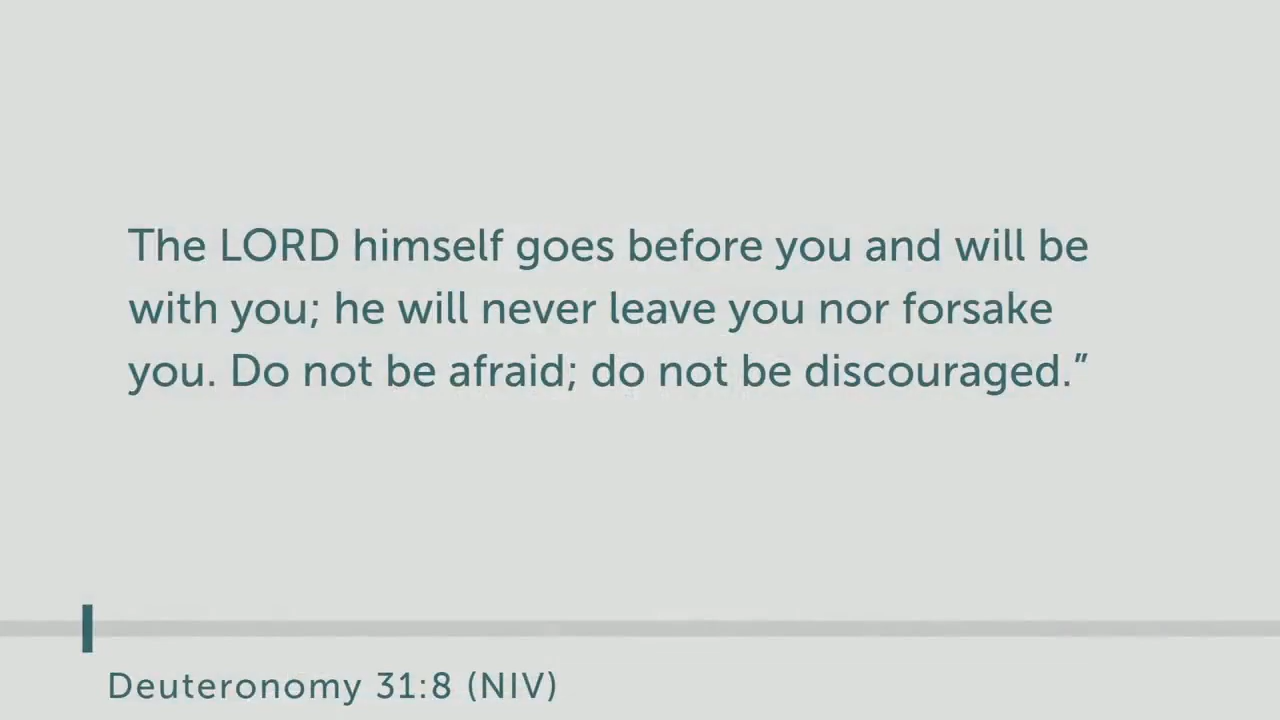 The LORD himself goes before you and will be
with you; he will never leave you nor forsake
you. Do not be afraid; do not be discouraged.”
Deuteronomy 31:8 (NIV)